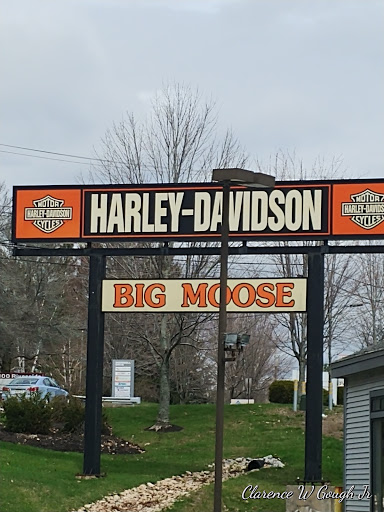 MOTOR
HARLEY-DAVIDSON
CYCLES
HARLEY-DAVIDSON
MOTOR
HARLEY-DAVIDSON
CYCLES
BIG MOOSE
Clarence W Gough Jr